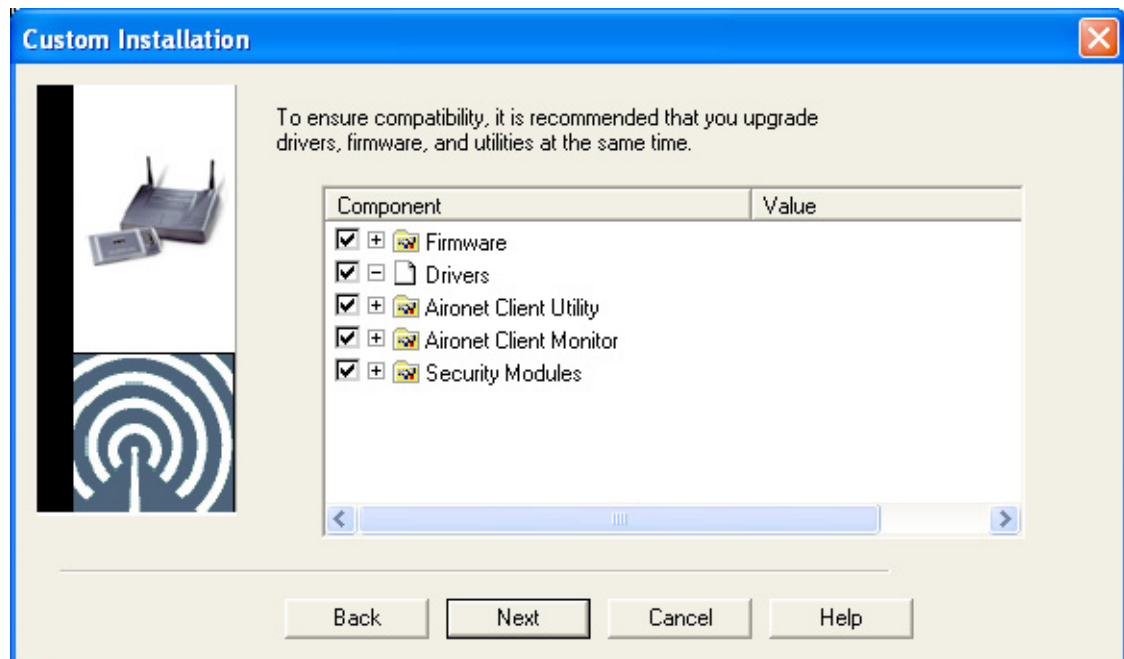 Custom Installation
To ensure compatibility, it is recommended that you upgrade
drivers, firmware, and utilities at the same time.
Component Value
Firmware
Drivers
Aironet Client Utility
Aironet Client Monitor
Security Modules
Back Next Cancel Help